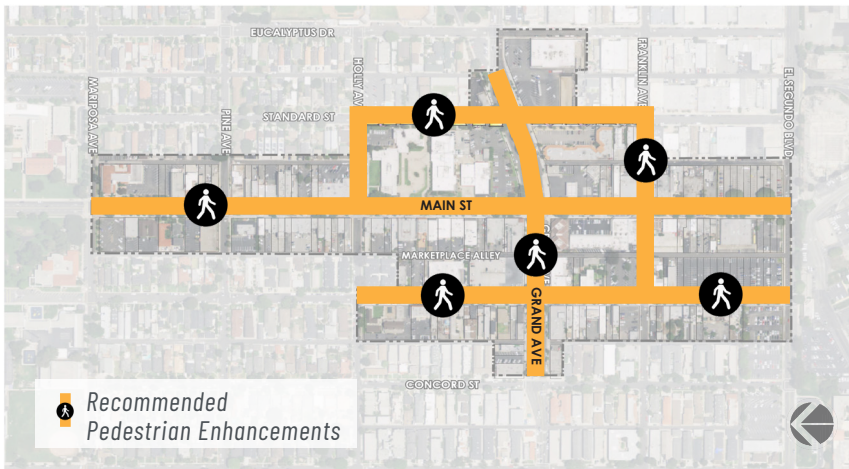 EUCALYPTUS DR
MARIPOSA AVE
PINE AVE
HOLLY AV
FRANKLIN AVE
EL SEGUNDO BLVD
STANDARD ST
MAIN ST
MARKETPLACE ALLEY
GRAND AVE
CONCORD ST
Recommended
Pedestrian Enhancements